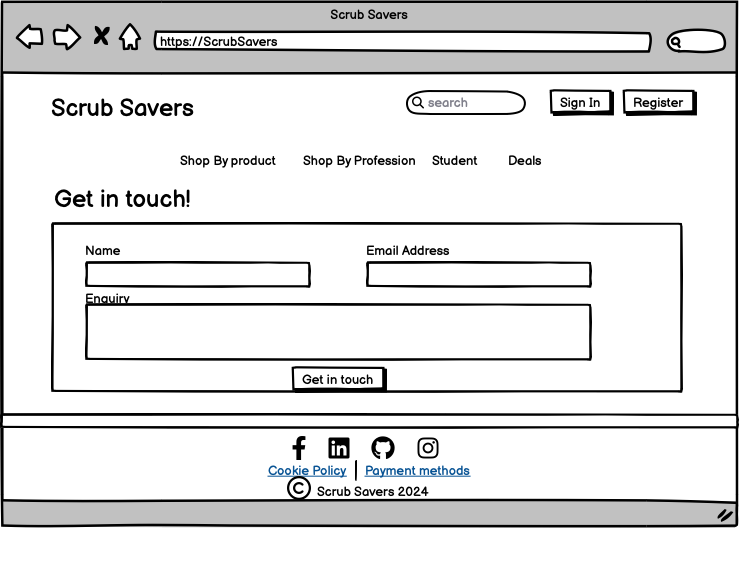 Scrub Savers
https://ScrubSavers
Scrub Savers
search
Sign In
Register
Shop By product
Shop By Profession
Student
Deals
Get in touch!
Name
Email Address
Enquiry
Get in touch
Cookie Policy
Payment methods
© Scrub Savers 2024